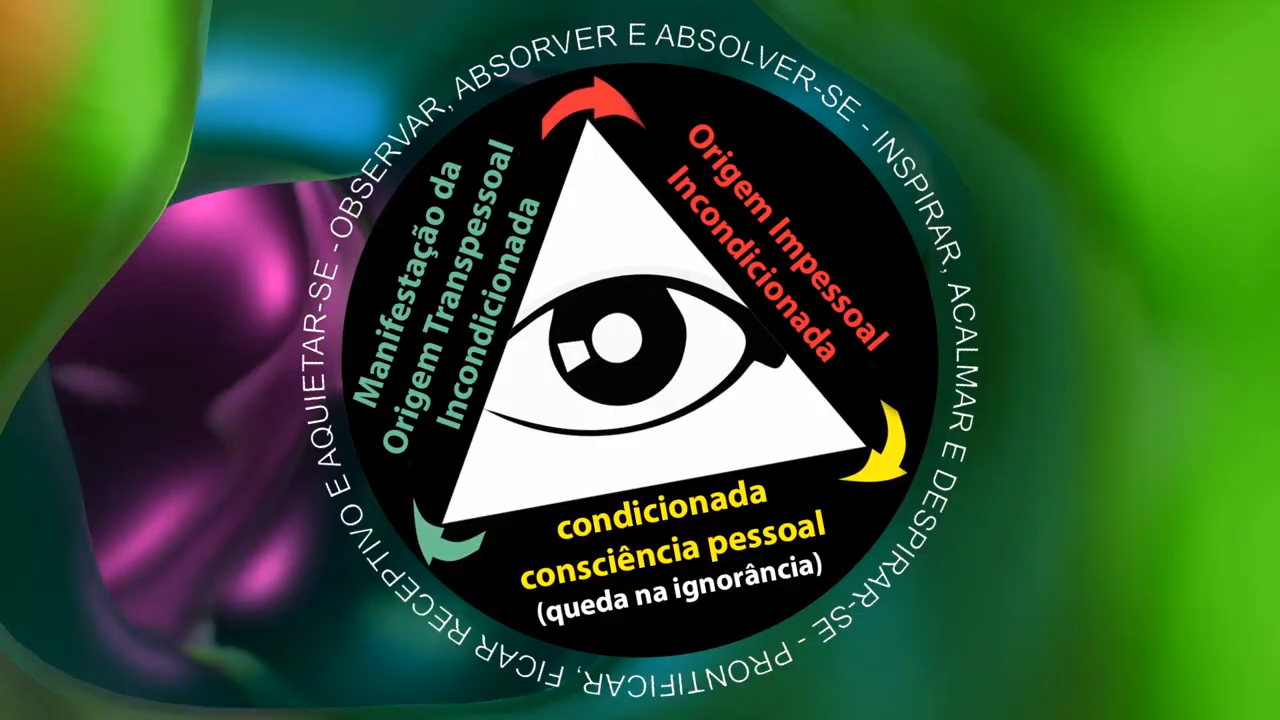 OBSERVAR, ABSORVER E ABSOLVER-SE - INSPIRAR, ACALMAR E DESPIRAR-SE - PRONTIFICAR, FICAR RECEPTIVO E AQUIETAR-SE -
Manifestação da
Origem Transpessoal
Incondicionada
Origem Impessoal
Incondicionada
condicionada
consciência pessoal
(queda na ignorância)